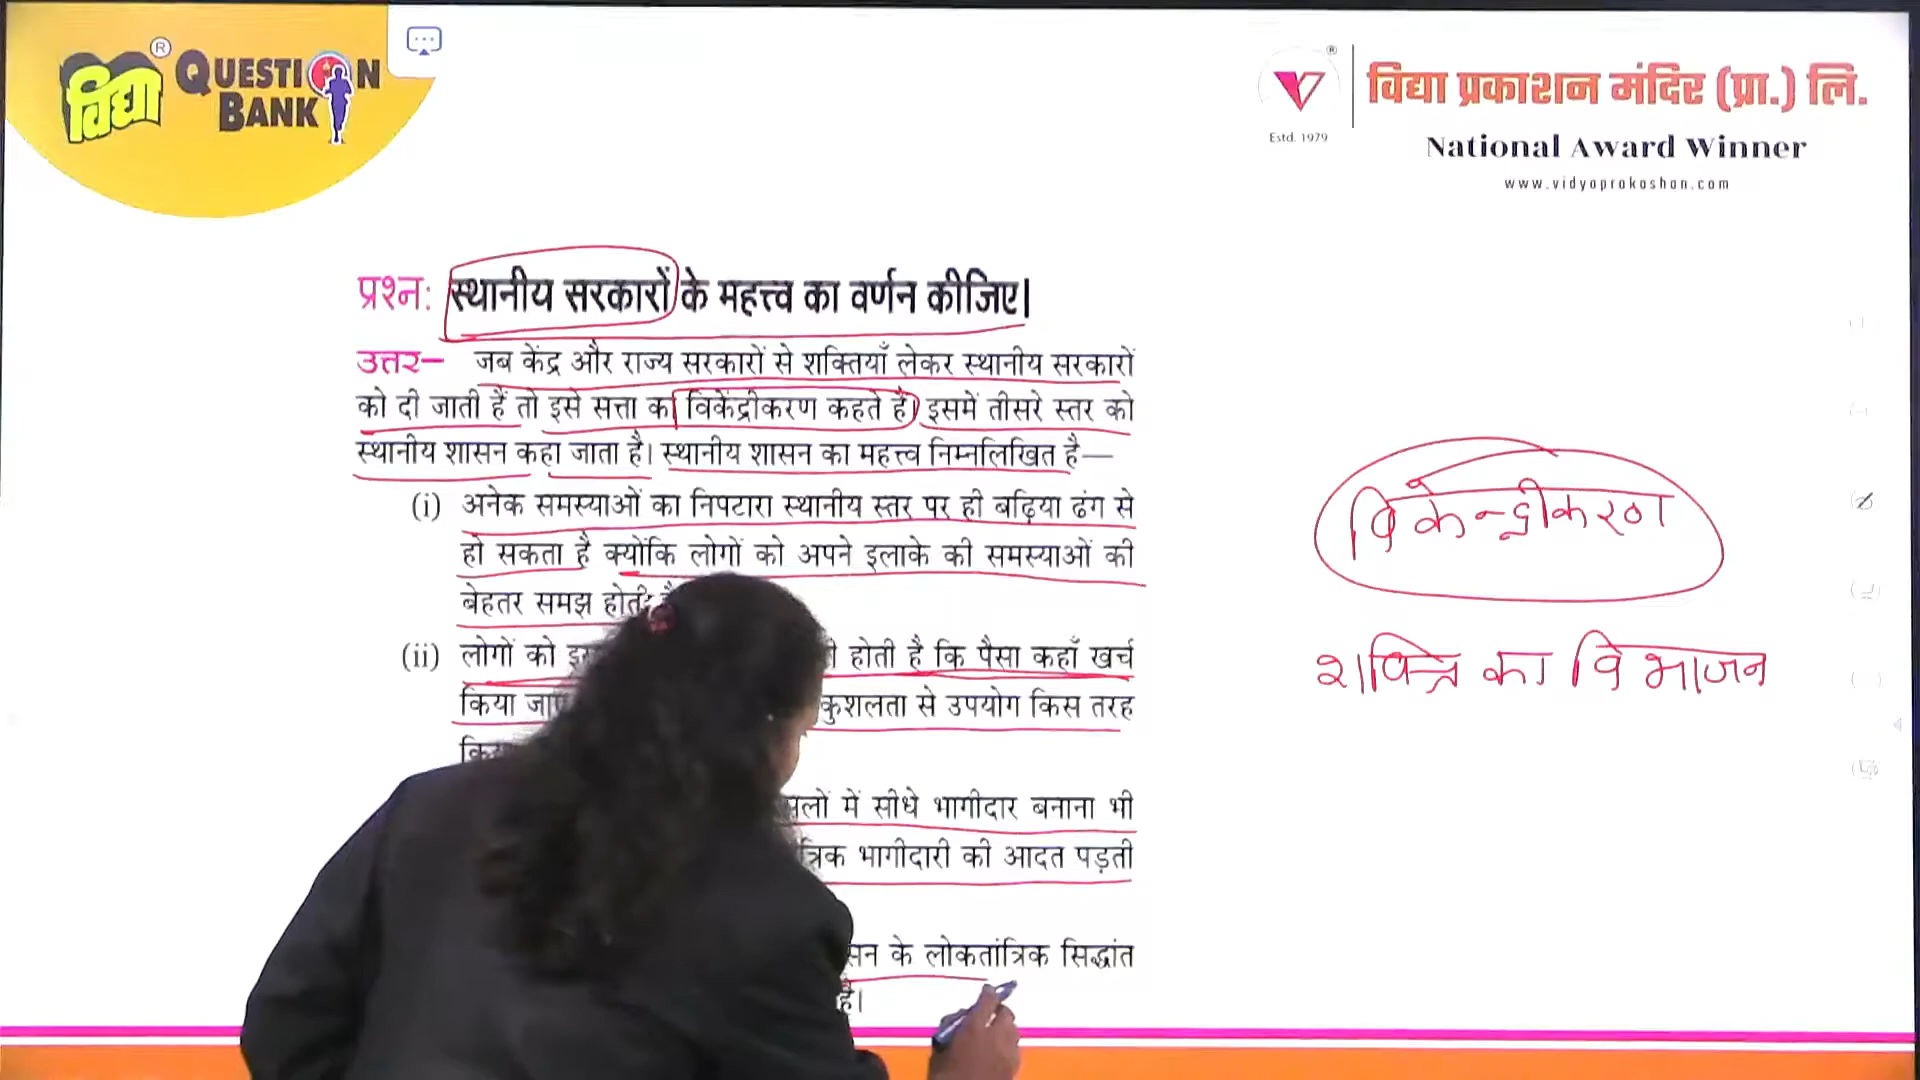 विद्या
QUESTION
BANK
विद्या प्रकाशन मंदिर (प्रा.) लि.
Estd. 1979
National Award Winner
www.vidyaprakashan.com
प्रश्न: स्थानीय सरकारों के महत्त्व का वर्णन कीजिए।
उत्तर– जब केंद्र और राज्य सरकारों से शक्तियाँ लेकर स्थानीय सरकारों
को दी जाती हैं तो इसे सत्ता का विकेंद्रीकरण कहते हैं। इसमें तीसरे स्तर को
स्थानीय शासन कहा जाता है। स्थानीय शासन का महत्त्व निम्नलिखित है—
(i) अनेक समस्याओं का निपटारा स्थानीय स्तर पर ही बढ़िया ढंग से
हो सकता है क्योंकि लोगों को अपने इलाके की समस्याओं की
बेहतर समझ होती
(ii) लोगों को होती है कि पैसा कहाँ खर्च
किया कुशलता से उपयोग किस तरह
में सीधे भागीदार बनाना भी
भागीदारी की आदत पड़ती
के लोकतांत्रिक सिद्धांत
है।
विकेन्द्रीकरण
शक्ति का विभाजन